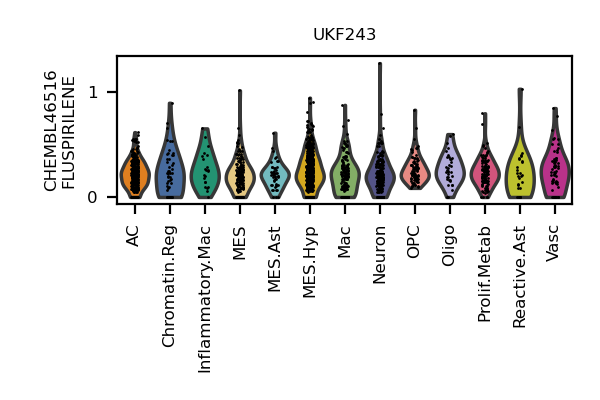 UKF243
CHEMBL46516
FLUSPIRILENE
1
0
AC
Chromatin.Reg
Inflammatory.Mac
MES
MES.Ast
MES.Hyp
Mac
Neuron
OPC
Oligo
Prolif.Metab
Reactive.Ast
Vasc